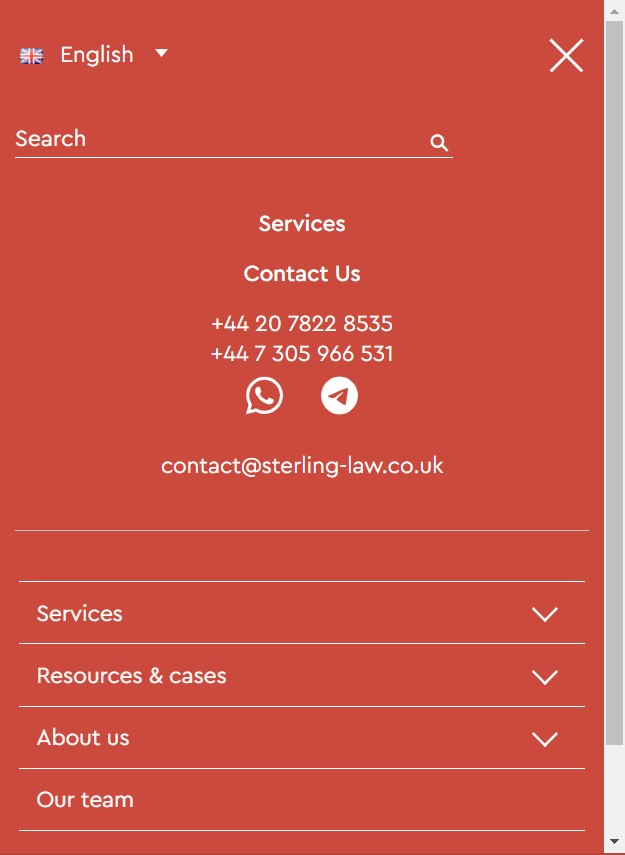 English
Search
Services
Contact Us
+44 20 7822 8535
+44 7 305 966 531
contact@sterling-law.co.uk
Services
Resources & cases
About us
Our team